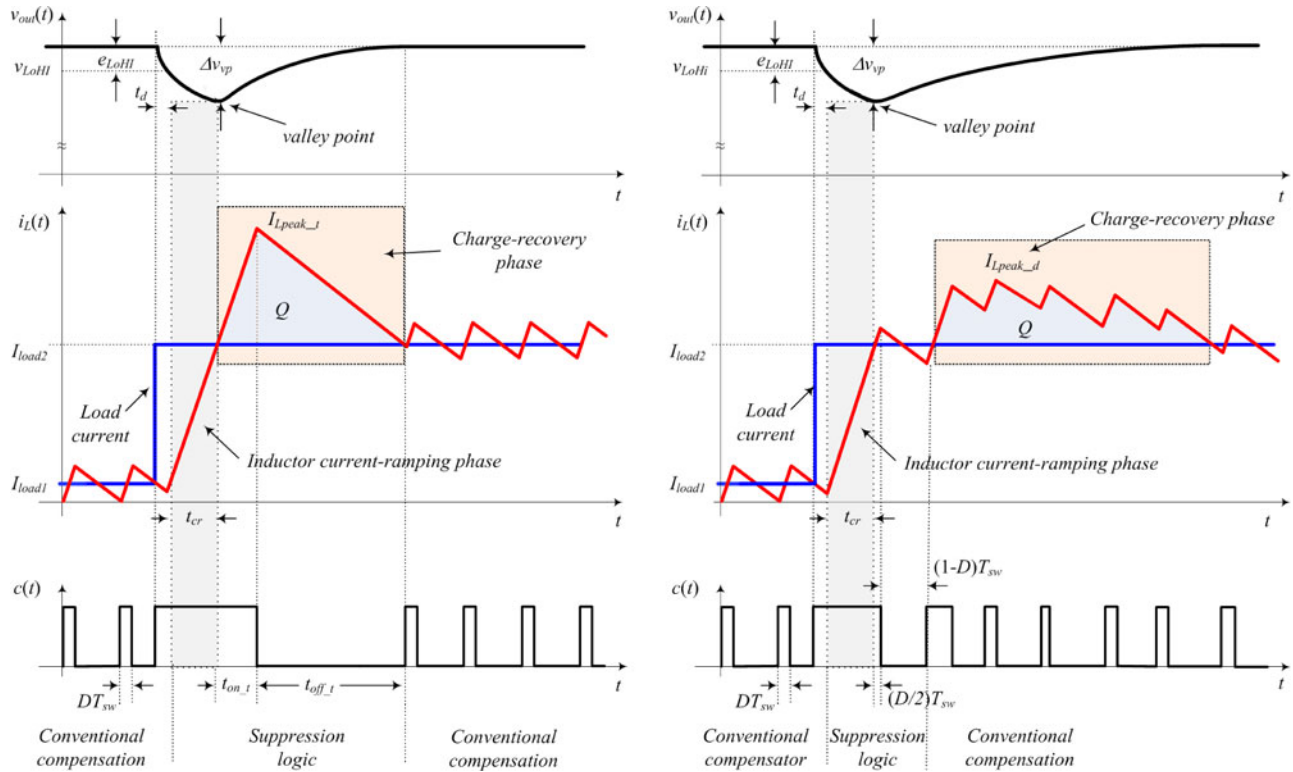 v_out(t)
e_LoHI
v_LoHI
Δv_vp
t_d
valley point
≈
t
i_L(t)
I_Lpeak_t
Charge-recovery
phase
Q
I_load2
Load
current
Inductor current-ramping phase
I_load1
t_cr
t
c(t)
t_on_t
t_off_t
t
DT_sw
Conventional
compensation
Suppression
logic
Conventional
compensation
v_out(t)
e_LoHI
v_LoHi
Δv_vp
t_d
valley point
≈
t
i_L(t)
Charge-recovery phase
I_Lpeak_d
Q
I_load2
Load
current
Inductor current-ramping phase
I_load1
t_cr
t
(1-D)T_sw
c(t)
t
DT_sw
(D/2)T_sw
Conventional
compensator
Suppression
logic
Conventional
compensation